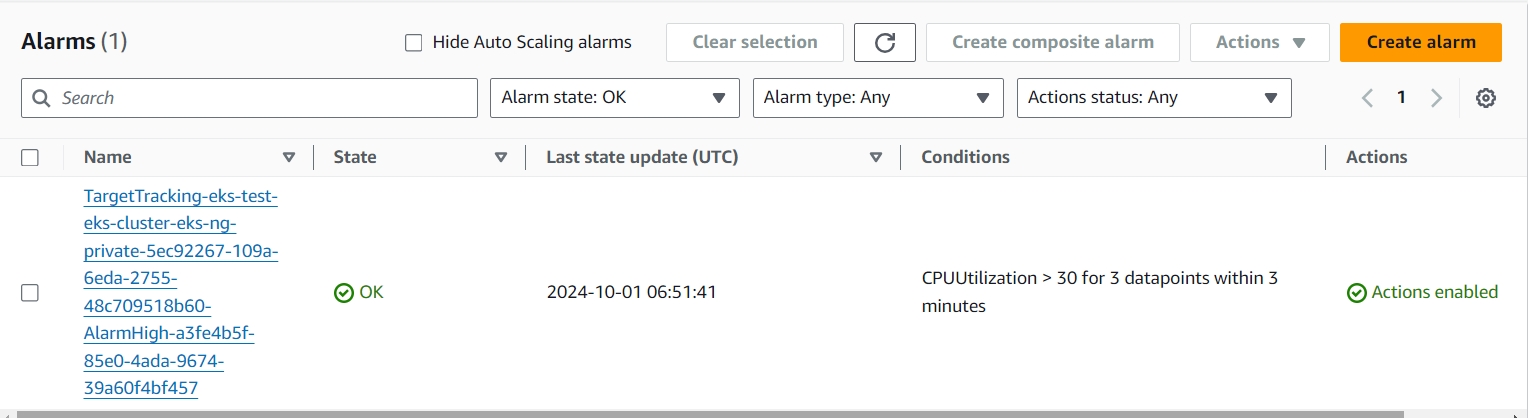 Alarms (1)
Hide Auto Scaling alarms
Clear selection
Create composite alarm
Actions
Create alarm
Search
Alarm state: OK
Alarm type: Any
Actions status: Any
1
Name
State
Last state update (UTC)
Conditions
Actions
TargetTracking-eks-test-
eks-cluster-eks-ng-
private-5ec92267-109a-
6eda-2755-
48c709518b60-
AlarmHigh-a3fe4b5f-
85e0-4ada-9674-
39a60f4bf457
OK
2024-10-01 06:51:41
CPUUtilization > 30 for 3 datapoints within 3
minutes
Actions enabled